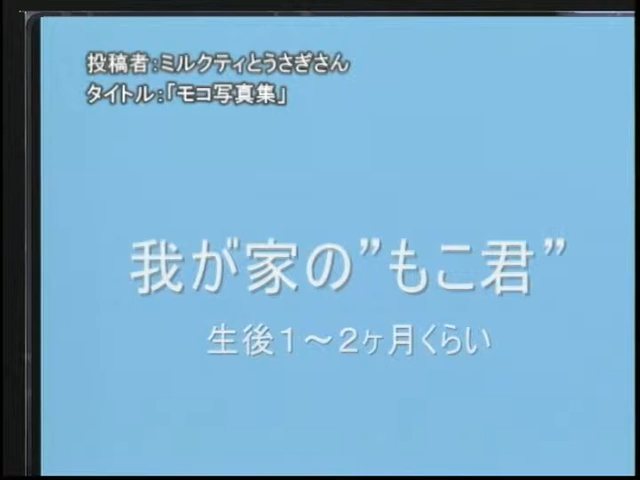 投稿者:ミルクティとうさぎさん
タイトル:「モコ写真集」
我が家の”もこ君”
生後１～２ヶ月くらい